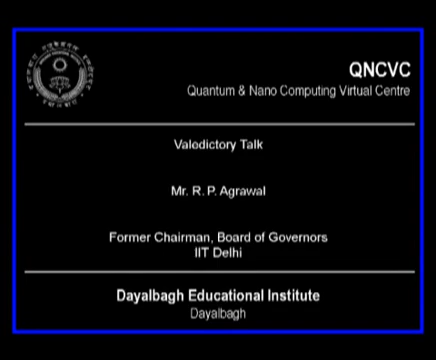 QNCVC
Quantum & Nano Computing Virtual Centre
Valedictory Talk
Mr. R. P. Agrawal
Former Chairman, Board of Governors
IIT Delhi
Dayalbagh Educational Institute
Dayalbagh